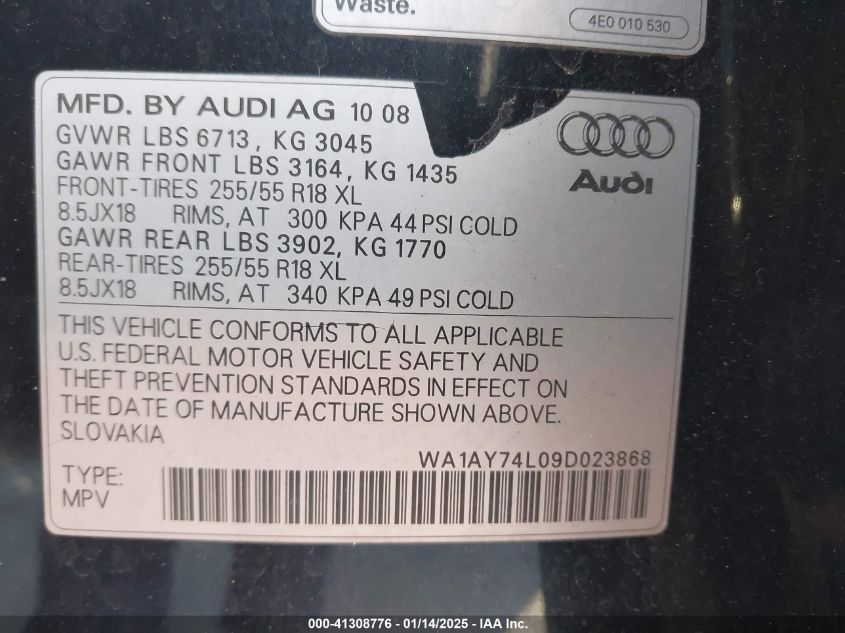 Waste.
4E0 010 530
MFD. BY AUDI AG 10 08
GVWR LBS 6713, KG 3045
GAWR FRONT LBS 3164, KG 1435
FRONT-TIRES 255/55 R18 XL
8.5JX18 RIMS, AT 300 KPA 44 PSI COLD
GAWR REAR LBS 3902, KG 1770
REAR-TIRES 255/55 R18 XL
8.5JX18 RIMS, AT 340 KPA 49 PSI COLD
Audi
THIS VEHICLE CONFORMS TO ALL APPLICABLE
U.S. FEDERAL MOTOR VEHICLE SAFETY AND
THEFT PREVENTION STANDARDS IN EFFECT ON
THE DATE OF MANUFACTURE SHOWN ABOVE.
SLOVAKIA
WA1AY74L09D023868
TYPE:
MPV
000-41308776 - 01/14/2025 - IAA Inc.